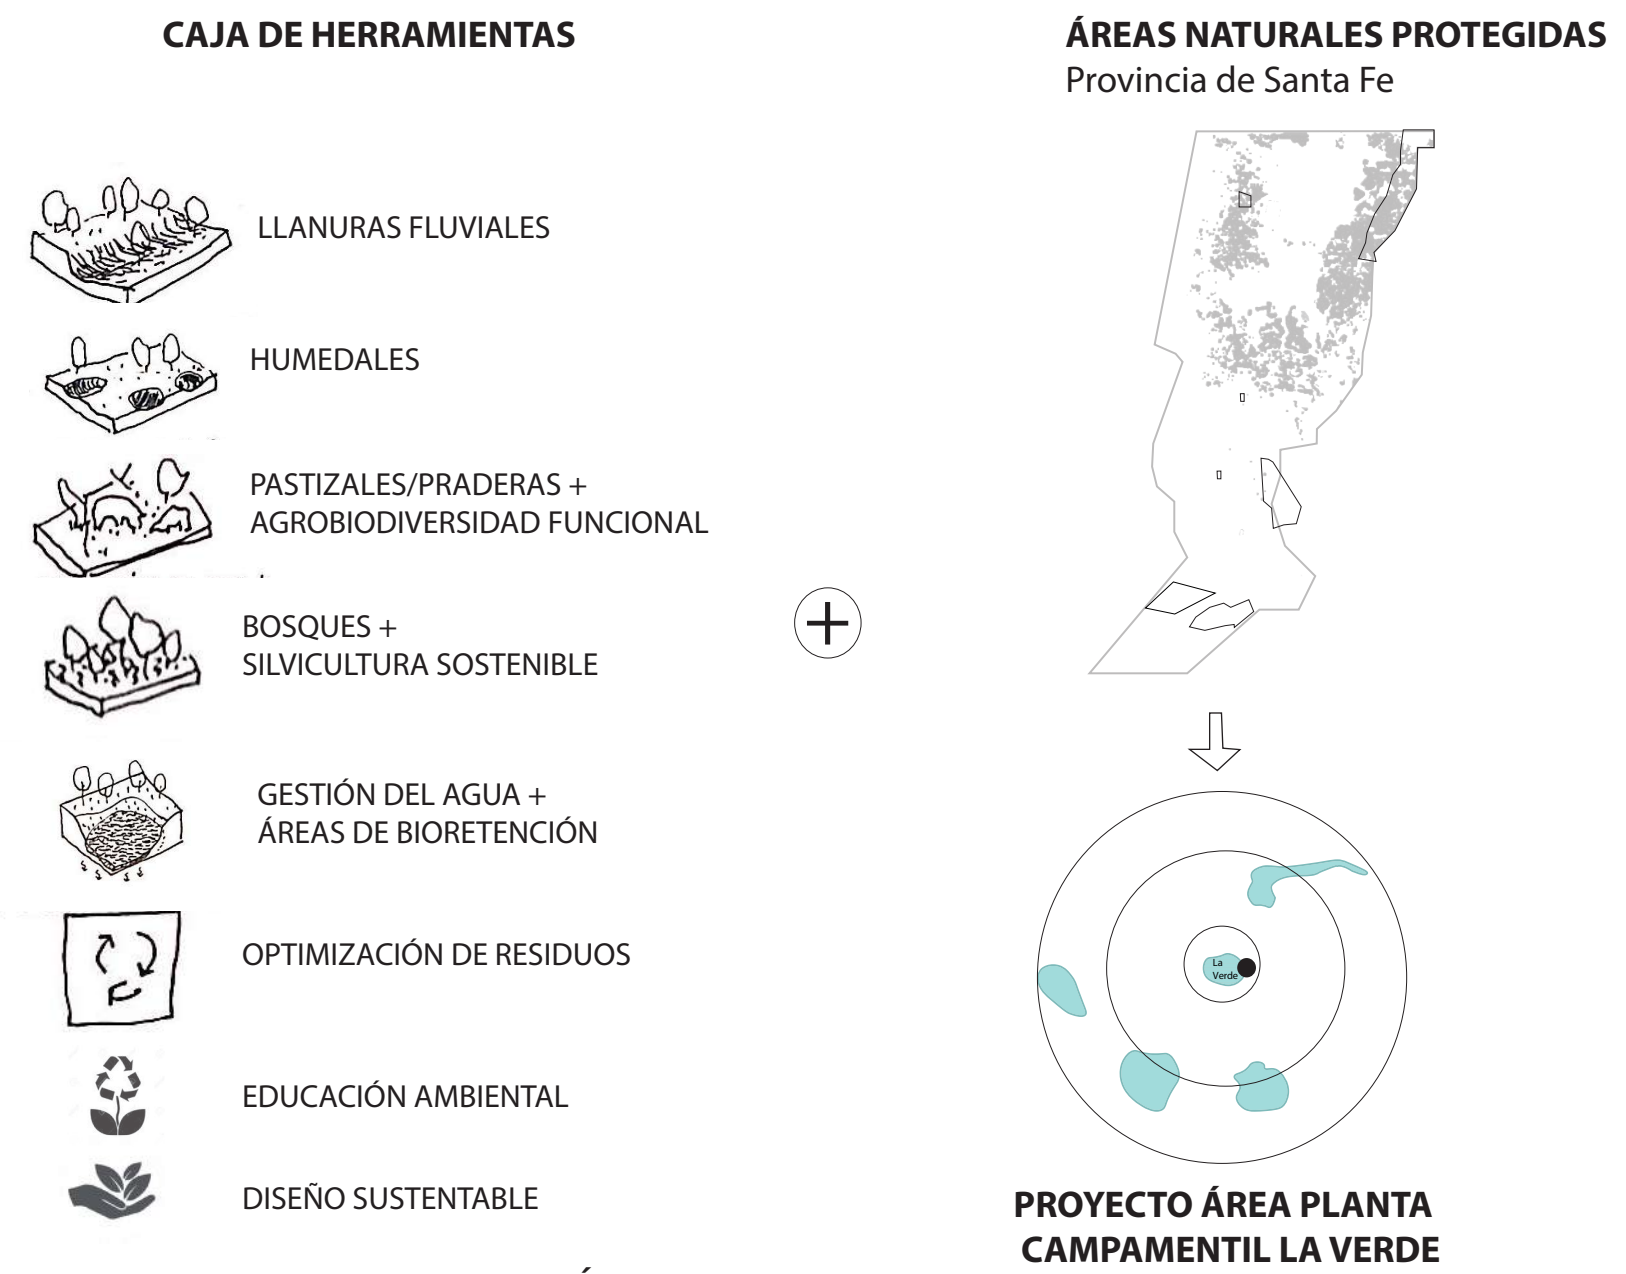 CAJA DE HERRAMIENTAS
LLANURAS FLUVIALES
HUMEDALES
PASTIZALES/PRADERAS +
AGROBIODIVERSIDAD FUNCIONAL
BOSQUES +
SILVICULTURA SOSTENIBLE
GESTIÓN DEL AGUA +
ÁREAS DE BIORETENCIÓN
OPTIMIZACIÓN DE RESIDUOS
EDUCACIÓN AMBIENTAL
DISEÑO SUSTENTABLE
+
ÁREAS NATURALES PROTEGIDAS
Provincia de Santa Fe
La
Verde
PROYECTO ÁREA PLANTA
CAMPAMENTIL LA VERDE